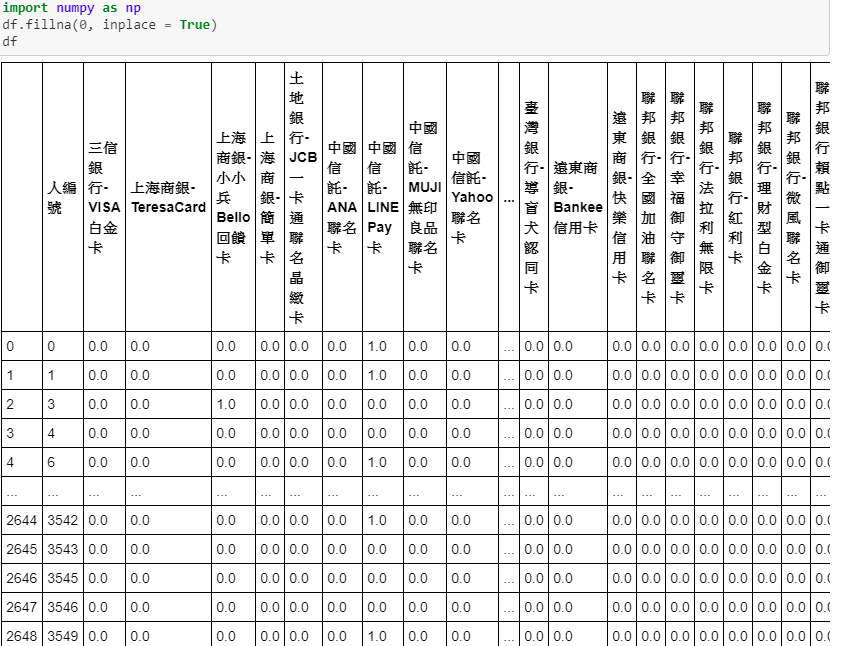 import numpy as np
df.fillna(0, inplace = True)
df
人編號
三信銀行-VISA白金卡
上海商銀-TeresaCard
上海商銀-小小兵Bello回饋卡
上海商銀-簡單卡
土地銀行-JCB一卡通聯名晶緻卡
中國信託-ANA聯名卡
中國信託-LINE Pay卡
中國信託-MUJI無印良品聯名卡
中國信託-Yahoo聯名卡
...
臺灣銀行-導盲犬認同卡
遠東商銀-Bankee信用卡
遠東商銀-快樂信用卡
聯邦銀行-全國加油聯名卡
聯邦銀行-幸福御守御璽卡
聯邦銀行-法拉利無限卡
聯邦銀行-紅利卡
聯邦銀行-理財型白金卡
聯邦銀行-微風聯名卡
聯邦銀行賴點一卡通御璽卡
0 0 0.0 0.0 0.0 0.0 0.0 0.0 1.0 0.0 0.0 ... 0.0 0.0 0.0 0.0 0.0 0.0 0.0 0.0 0.0
1 1 0.0 0.0 0.0 0.0 0.0 0.0 1.0 0.0 0.0 ... 0.0 0.0 0.0 0.0 0.0 0.0 0.0 0.0 0.0
2 3 0.0 0.0 1.0 0.0 0.0 0.0 0.0 0.0 0.0 ... 0.0 0.0 0.0 0.0 0.0 0.0 0.0 0.0 0.0
3 4 0.0 0.0 0.0 0.0 0.0 0.0 0.0 0.0 0.0 ... 0.0 0.0 0.0 0.0 0.0 0.0 0.0 0.0 0.0
4 6 0.0 0.0 0.0 0.0 0.0 0.0 1.0 0.0 0.0 ... 0.0 0.0 0.0 0.0 0.0 0.0 0.0 0.0 0.0
... ... ... ... ... ... ... ... ... ... ... ... ... ... ... ... ... ... ... ... ... ...
2644 3542 0.0 0.0 0.0 0.0 0.0 0.0 1.0 0.0 0.0 ... 0.0 0.0 0.0 0.0 0.0 0.0 0.0 0.0 0.0
2645 3543 0.0 0.0 0.0 0.0 0.0 0.0 0.0 0.0 0.0 ... 0.0 0.0 0.0 0.0 0.0 0.0 0.0 0.0 0.0
2646 3545 0.0 0.0 0.0 0.0 0.0 0.0 0.0 0.0 0.0 ... 0.0 0.0 0.0 0.0 0.0 0.0 0.0 0.0 0.0
2647 3546 0.0 0.0 0.0 0.0 0.0 0.0 0.0 0.0 0.0 ... 0.0 0.0 0.0 0.0 0.0 0.0 0.0 0.0 0.0
2648 3549 0.0 0.0 0.0 0.0 0.0 0.0 1.0 0.0 0.0 ... 0.0 0.0 0.0 0.0 0.0 0.0 0.0 0.0 0.0